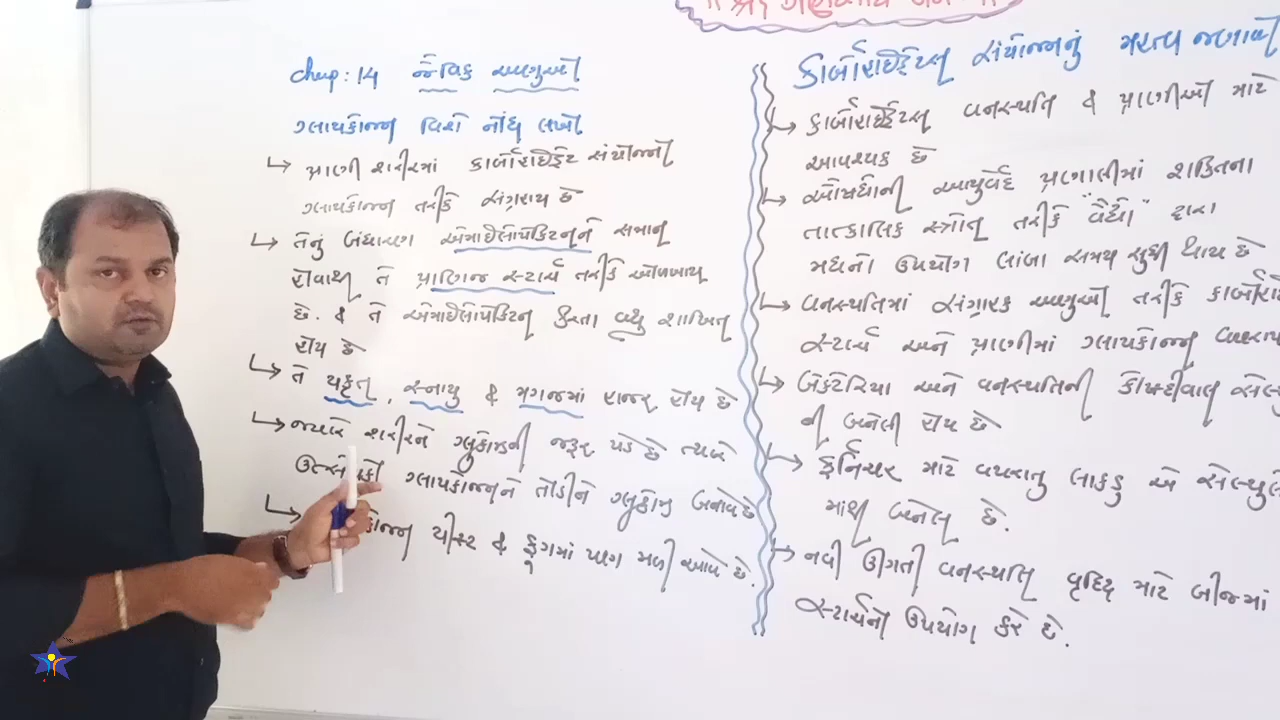 ॥ શ્રી ગણેશાય નમઃ ॥
chap: 14 જૈવિક અણુઓ
ગ્લાયકોજન વિશે નોંધ લખો
↳ પ્રાણી શરીરમાં કાર્બોહાઈડ્રેટ સંયોજનો
ગ્લાયકોજન તરીકે સંગ્રહાય છે
↳ તેનું બંધારણ એમાઈલોપેક્ટિનને સમાન
હોવાથી તે પ્રાણિજ સ્ટાર્ચ તરીકે ઓળખાય
છે. & તે એમાઈલોપેક્ટિન કરતા વધુ શાખિત
હોય છે
↳ તે યકૃત, સ્નાયુ & મગજમાં હાજર હોય છે
↳ જ્યારે શરીરને ગ્લુકોઝની જરૂર પડે છે ત્યારે
ગ્લાયકોજનને તોડીને ગ્લુકોઝ બનાવે છે
↳ કોજન યીસ્ટ & ફૂગમાં પણ મળી આવે છે.
કાર્બોહાઈડ્રેટ્સ સંયોજનનું મહત્વ જણાવો
↳ કાર્બોહાઈડ્રેટ્સ વનસ્પતિ & પ્રાણીઓ માટે
આવશ્યક છે
↳ ઔષધીની આયુર્વેદ પ્રણાલીમાં શક્તિના
તાત્કાલિક સ્ત્રોત તરીકે "વૈદ્યો" દ્વારા
મધનો ઉપયોગ લાંબા સમય સુધી થાય છે
↳ વનસ્પતિમાં સંગ્રાહક અણુઓ તરીકે
સ્ટાર્ચ અને પ્રાણીમાં ગ્લાયકોજન
↳ બેક્ટેરિયા અને વનસ્પતિની કોષદીવાલ
ની બનેલી હોય છે
↳ ફર્નિચર માટે વપરાતુ લાકડુ એ
માંથી બનેલ છે.
↳ નવી ઊગતી વનસ્પતિ વૃદ્ધિ માટે બીજમાં
સ્ટાર્ચનો ઉપયોગ કરે છે.